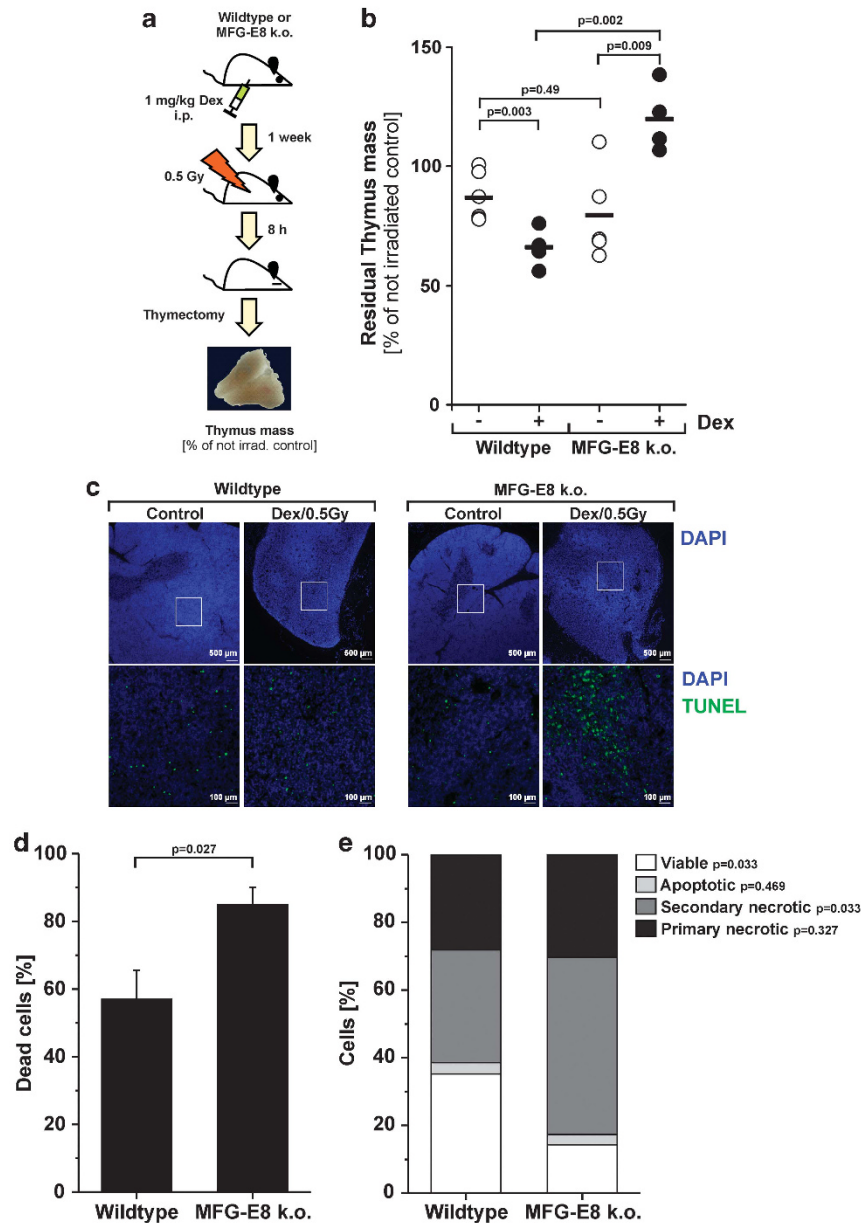 a
Wildtype or
MFG-E8 k.o.
1 mg/kg Dex
i.p.
1 week
0.5 Gy
8 h
Thymectomy
Thymus mass
[% of not irrad. control]
b
p=0.002
p=0.009
p=0.49
p=0.003
150
100
50
0
Residual Thymus mass
[% of not irradiated control]
- + - + Dex
Wildtype MFG-E8 k.o.
c
Wildtype MFG-E8 k.o.
Control Dex/0.5Gy Control Dex/0.5Gy
DAPI
500 µm 500 µm 500 µm 500 µm
DAPI
TUNEL
100 µm 100 µm 100 µm 100 µm
d
p=0.027
100
80
60
40
20
0
Dead cells [%]
Wildtype MFG-E8 k.o.
e
100
80
60
40
20
0
Cells [%]
Wildtype MFG-E8 k.o.
Viable p=0.033
Apoptotic p=0.469
Secondary necrotic p=0.033
Primary necrotic p=0.327